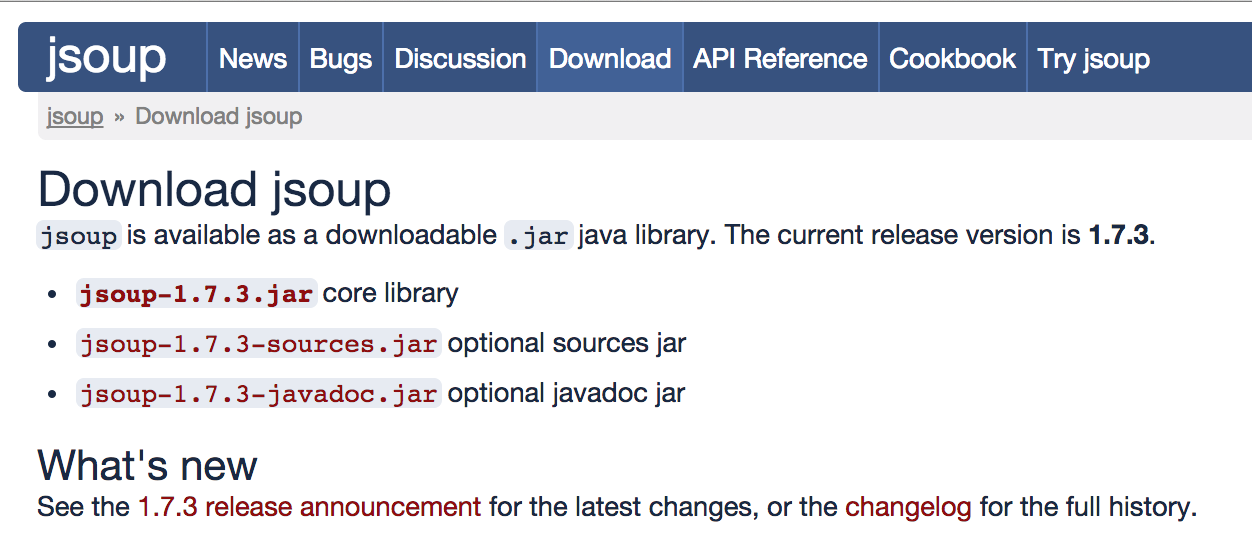 jsoup News Bugs Discussion Download API Reference Cookbook Try jsoup
jsoup » Download jsoup
Download jsoup
jsoup is available as a downloadable .jar java library. The current release version is 1.7.3.
• jsoup-1.7.3.jar core library
• jsoup-1.7.3-sources.jar optional sources jar
• jsoup-1.7.3-javadoc.jar optional javadoc jar
What's new
See the 1.7.3 release announcement for the latest changes, or the changelog for the full history.